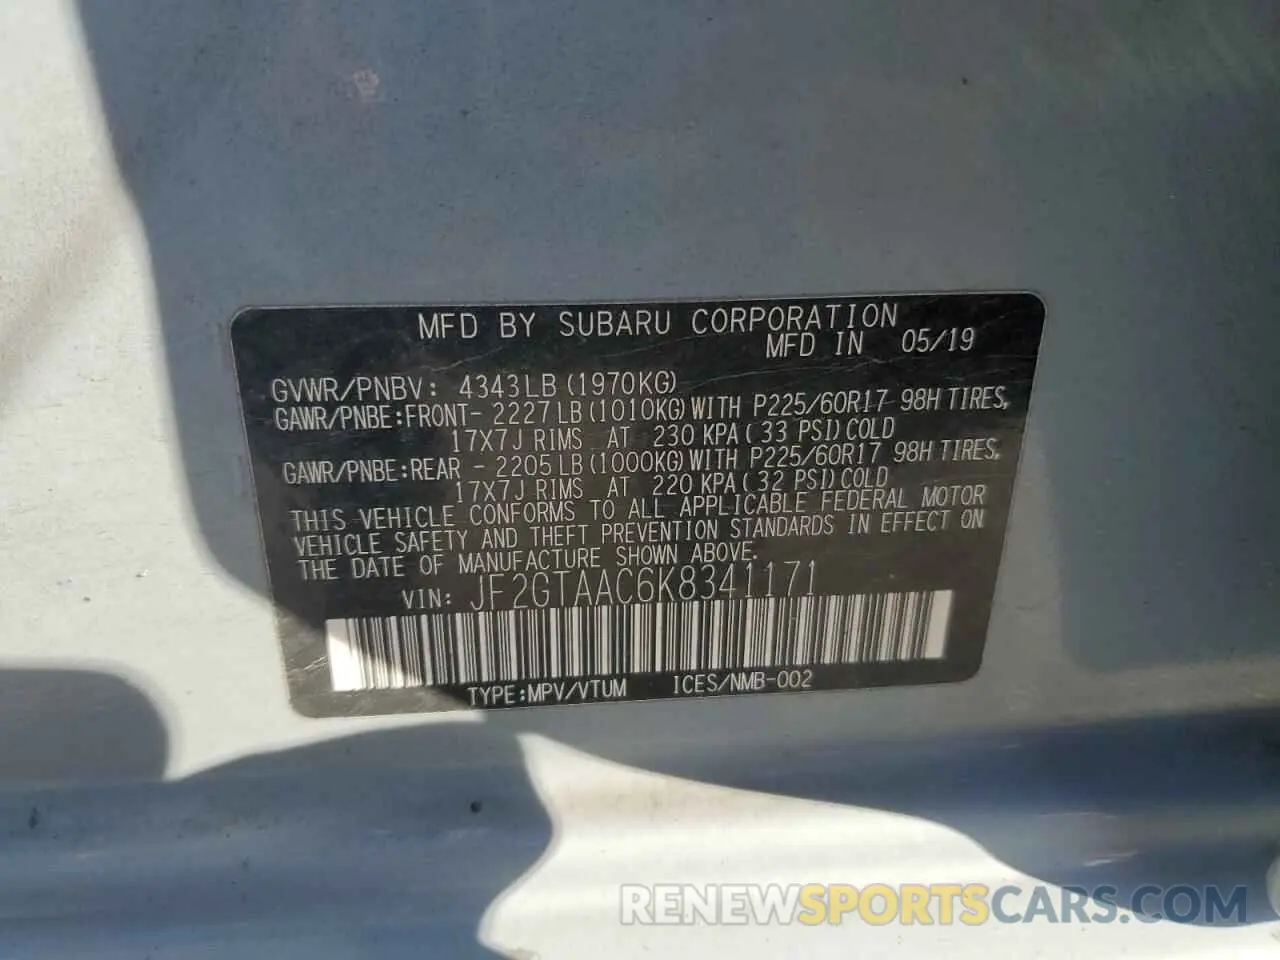 MFD BY SUBARU CORPORATION
MFD IN 05/19
GVWR/PNBV: 4343LB(1970KG)
GAWR/PNBE:FRONT- 2227LB(1010KG)WITH P225/60R17 98H TIRES,
17X7J RIMS AT 230 KPA(33 PSI)COLD
GAWR/PNBE:REAR - 2205LB(1000KG)WITH P225/60R17 98H TIRES,
17X7J RIMS AT 220 KPA(32 PSI)COLD
THIS VEHICLE CONFORMS TO ALL APPLICABLE FEDERAL MOTOR
VEHICLE SAFETY AND THEFT PREVENTION STANDARDS IN EFFECT ON
THE DATE OF MANUFACTURE SHOWN ABOVE.
VIN: JF2GTAAC6K8341171
TYPE:MPV/VTUM ICES/NMB-002
RENEWSPORTSCARS.COM